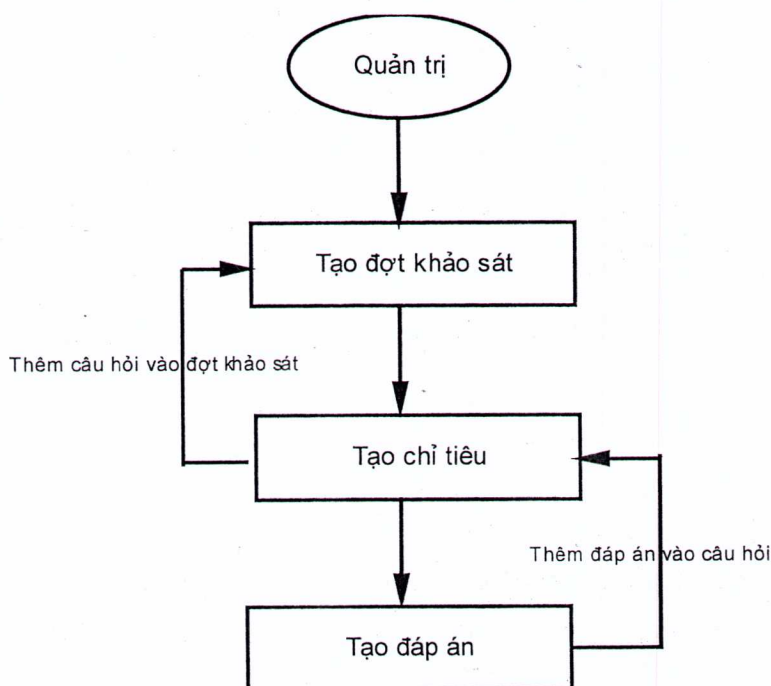 Quản trị
Tạo đợt khảo sát
Thêm câu hỏi vào đợt khảo sát
Tạo chỉ tiêu
Thêm đáp án vào câu hỏi
Tạo đáp án